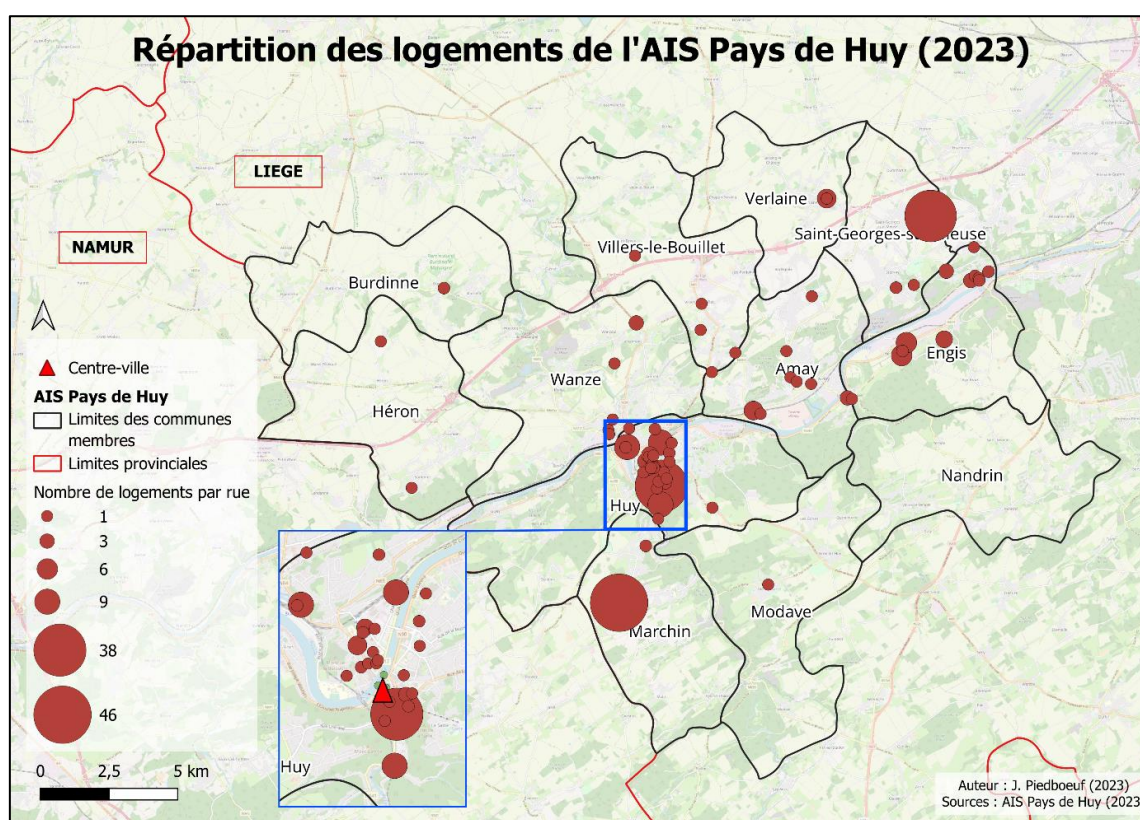 Répartition des logements de l'AIS Pays de Huy (2023)
LIEGE
NAMUR
Verlaine
Saint-Georges-s
euse
Villers-le-Bouillet
Burdinne
Engis
Wanze
Amay
Héron
Nandrin
Huy
Modave
Marchin
Huy
Centre-ville
AIS Pays de Huy
Limites des communes
membres
Limites provinciales
Nombre de logements par rue
1
3
6
9
38
46
0 2,5 5 km
Auteur : J. Piedboeuf (2023)
Sources : AIS Pays de Huy (2023